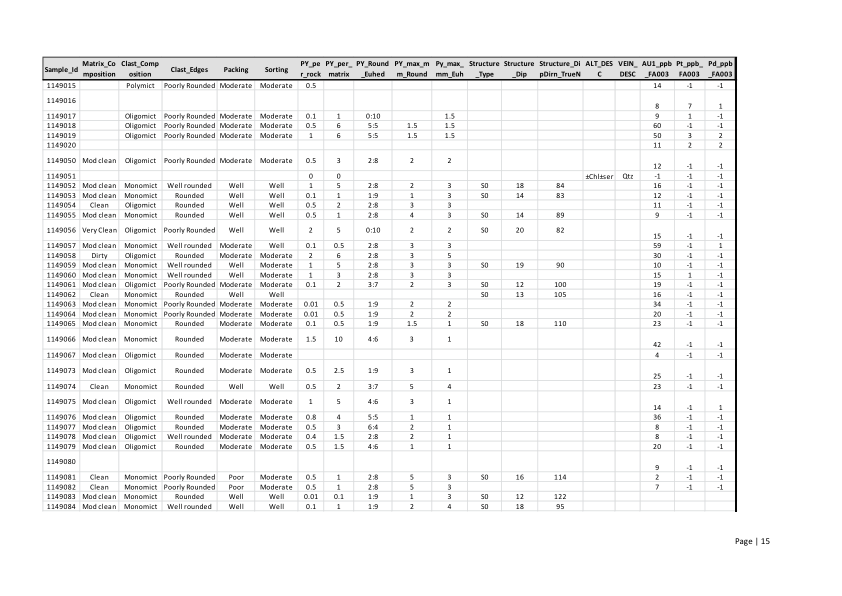 Sample_Id Matrix_Composition Clast_Composition Clast_Edges Packing Sorting PY_per_rock PY_per_matrix PY_Round_Euhed PY_max_mm_Round Py_max_mm_Euh Structure_Type Structure_Dip Structure_DipDirn_TrueN ALT_DESC VEIN_DESC AU1_ppb_FA003 Pt_ppb_FA003 Pd_ppb_FA003
1149015 Polymict Poorly Rounded Moderate Moderate 0.5 14 -1 -1
1149016 8 7 1
1149017 Oligomict Poorly Rounded Moderate Moderate 0.1 1 0:10 1.5 9 1 -1
1149018 Oligomict Poorly Rounded Moderate Moderate 0.5 6 5:5 1.5 1.5 60 -1 -1
1149019 Oligomict Poorly Rounded Moderate Moderate 1 6 5:5 1.5 1.5 50 3 2
1149020 11 2 2
1149050 Mod clean Oligomict Poorly Rounded Moderate Moderate 0.5 3 2:8 2 2 12 -1 -1
1149051 0 0 ±Chl±ser Qtz -1 -1 -1
1149052 Mod clean Monomict Well rounded Well Well 1 5 2:8 2 3 S0 18 84 16 -1 -1
1149053 Mod clean Monomict Rounded Well Well 0.1 1 1:9 1 3 S0 14 83 12 -1 -1
1149054 Clean Oligomict Rounded Well Well 0.5 2 2:8 3 3 11 -1 -1
1149055 Mod clean Monomict Rounded Well Well 0.5 1 2:8 4 3 S0 14 89 9 -1 -1
1149056 Very Clean Oligomict Poorly Rounded Well Well 2 5 0:10 2 2 S0 20 82 15 -1 -1
1149057 Mod clean Monomict Well rounded Moderate Well 0.1 0.5 2:8 3 3 59 -1 1
1149058 Dirty Oligomict Rounded Moderate Moderate 2 6 2:8 3 5 30 -1 -1
1149059 Mod clean Monomict Well rounded Well Moderate 1 5 2:8 3 3 S0 19 90 10 -1 -1
1149060 Mod clean Monomict Well rounded Well Moderate 1 3 2:8 3 3 15 1 -1
1149061 Mod clean Oligomict Poorly Rounded Moderate Moderate 0.1 2 3:7 2 3 S0 12 100 19 -1 -1
1149062 Clean Monomict Rounded Well Well S0 13 105 16 -1 -1
1149063 Mod clean Monomict Poorly Rounded Moderate Moderate 0.01 0.5 1:9 2 2 34 -1 -1
1149064 Mod clean Monomict Poorly Rounded Moderate Moderate 0.01 0.5 1:9 2 2 20 -1 -1
1149065 Mod clean Monomict Rounded Moderate Moderate 0.1 0.5 1:9 1.5 1 S0 18 110 23 -1 -1
1149066 Mod clean Monomict Rounded Moderate Moderate 1.5 10 4:6 3 1 42 -1 -1
1149067 Mod clean Oligomict Rounded Moderate Moderate 4 -1 -1
1149073 Mod clean Oligomict Rounded Moderate Moderate 0.5 2.5 1:9 3 1 25 -1 -1
1149074 Clean Monomict Rounded Well Well 0.5 2 3:7 5 4 23 -1 -1
1149075 Mod clean Oligomict Well rounded Moderate Well 1 5 4:6 3 1 14 -1 1
1149076 Mod clean Oligomict Rounded Moderate Moderate 0.8 4 5:5 1 1 36 -1 -1
1149077 Mod clean Oligomict Rounded Moderate Moderate 0.5 3 6:4 2 1 8 -1 -1
1149078 Mod clean Oligomict Well rounded Moderate Moderate 0.4 1.5 2:8 2 1 8 -1 -1
1149079 Mod clean Oligomict Rounded Moderate Moderate 0.5 1.5 4:6 1 1 20 -1 -1
1149080 9 -1 -1
1149081 Clean Monomict Poorly Rounded Poor Moderate 0.5 1 2:8 5 3 S0 16 114 2 -1 -1
1149082 Clean Monomict Poorly Rounded Poor Moderate 0.5 1 2:8 5 3 7 -1 -1
1149083 Mod clean Monomict Rounded Well Well 0.01 0.1 1:9 1 3 S0 12 122
1149084 Mod clean Monomict Well rounded Well Well 0.1 1 1:9 2 4 S0 18 95
Page | 15